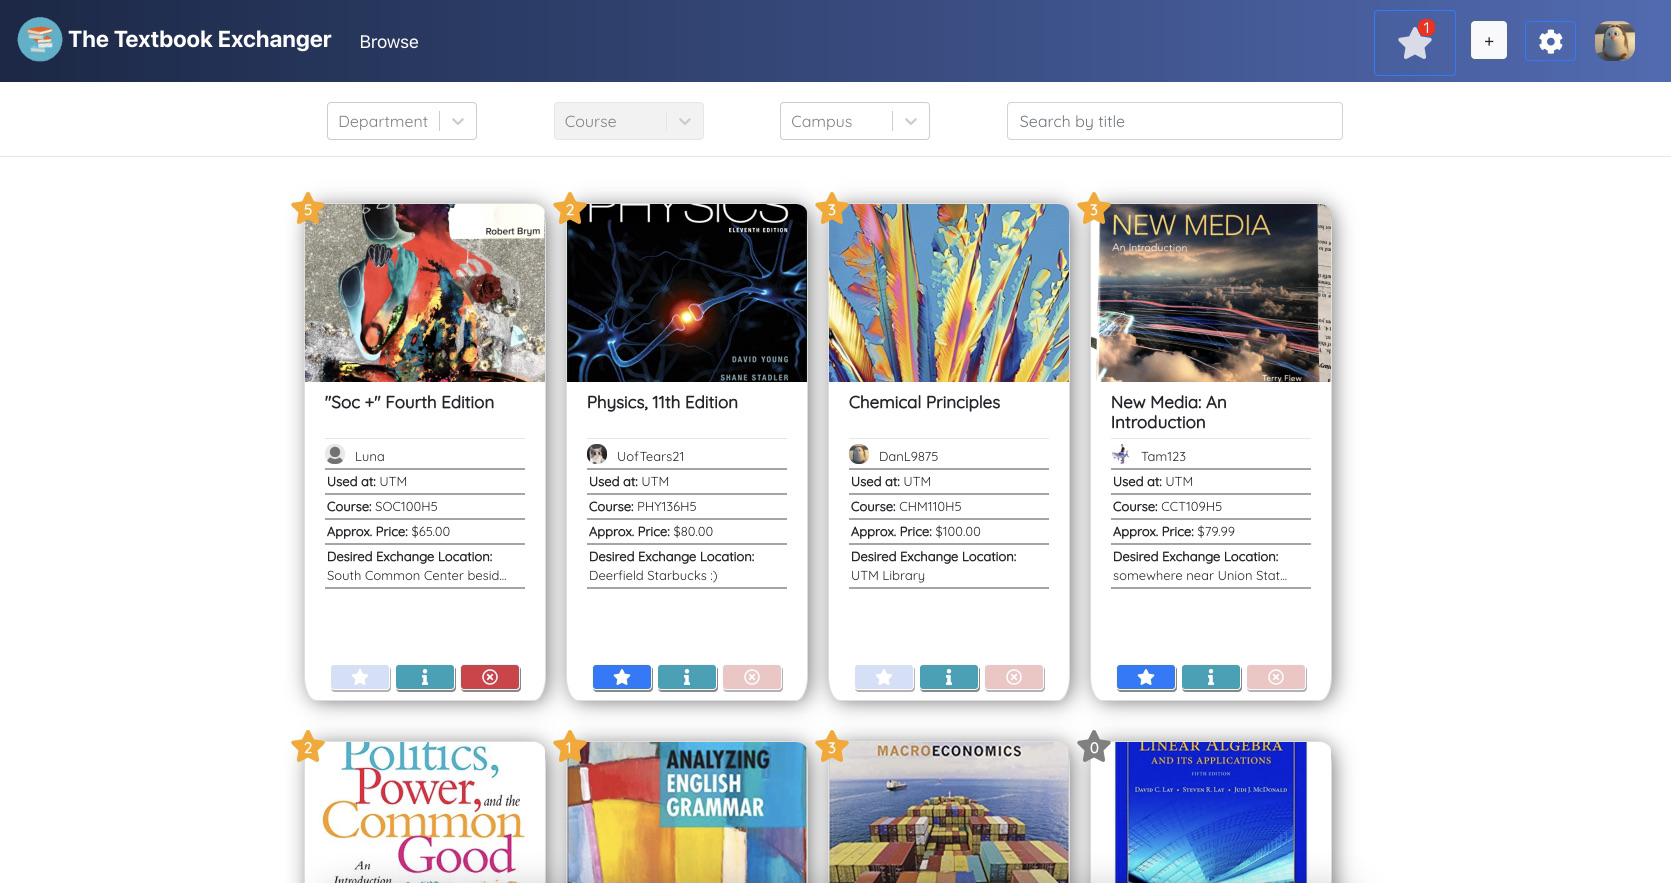 The Textbook Exchanger
Browse
1
+
Department
Course
Campus
Search by title
5
Robert Brym
"Soc +" Fourth Edition
Luna
Used at: UTM
Course: SOC100H5
Approx. Price: $65.00
Desired Exchange Location:
South Common Center besid...
2
PHYSICS
ELEVENTH EDITION
DAVID YOUNG
SHANE STADLER
Physics, 11th Edition
UofTears21
Used at: UTM
Course: PHY136H5
Approx. Price: $80.00
Desired Exchange Location:
Deerfield Starbucks :)
3
Chemical Principles
DanL9875
Used at: UTM
Course: CHM110H5
Approx. Price: $100.00
Desired Exchange Location:
UTM Library
3
NEW MEDIA
An Introduction
Terry Flew
New Media: An
Introduction
Tam123
Used at: UTM
Course: CCT109H5
Approx. Price: $79.99
Desired Exchange Location:
somewhere near Union Stat...
2
Politics,
Power, and the
Common
Good
An
Introduction
1
ANALYZING
ENGLISH
GRAMMAR
3
MACROECONOMICS
0
LINEAR ALGEBRA
AND ITS APPLICATIONS
FIFTH EDITION
DAVID C. LAY • STEVEN R. LAY • JUDI J. MCDONALD